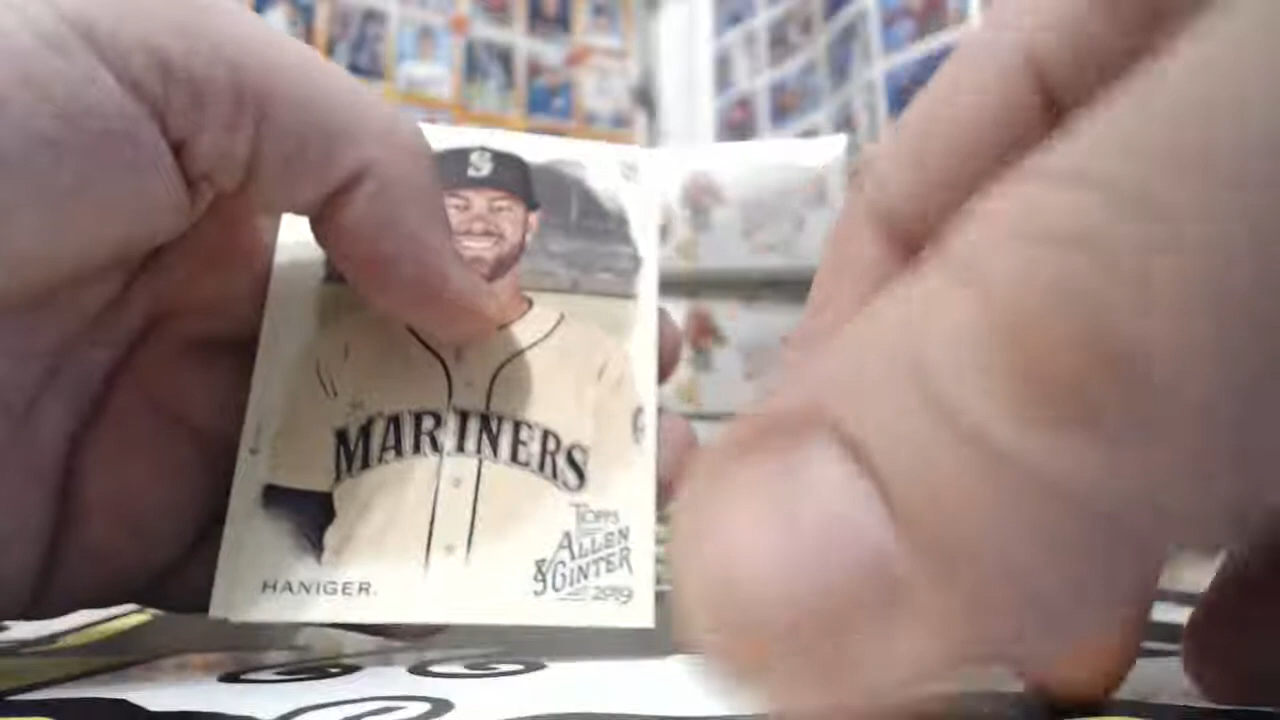 S
MARINERS
TOPPS
ALLEN
& GINTER
2019
HANIGER.